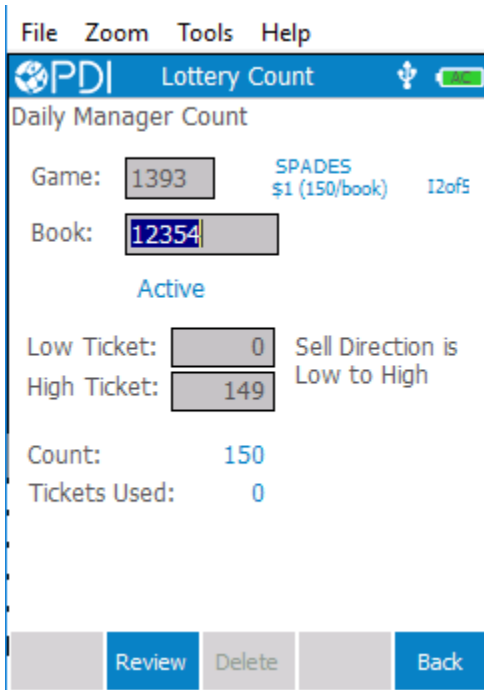 File Zoom Tools Help
PDI Lottery Count AC
Daily Manager Count
Game: 1393 SPADES
$1 (150/book) I2of5
Book: 12354
Active
Low Ticket: 0 Sell Direction is
High Ticket: 149 Low to High
Count: 150
Tickets Used: 0
Review Delete Back